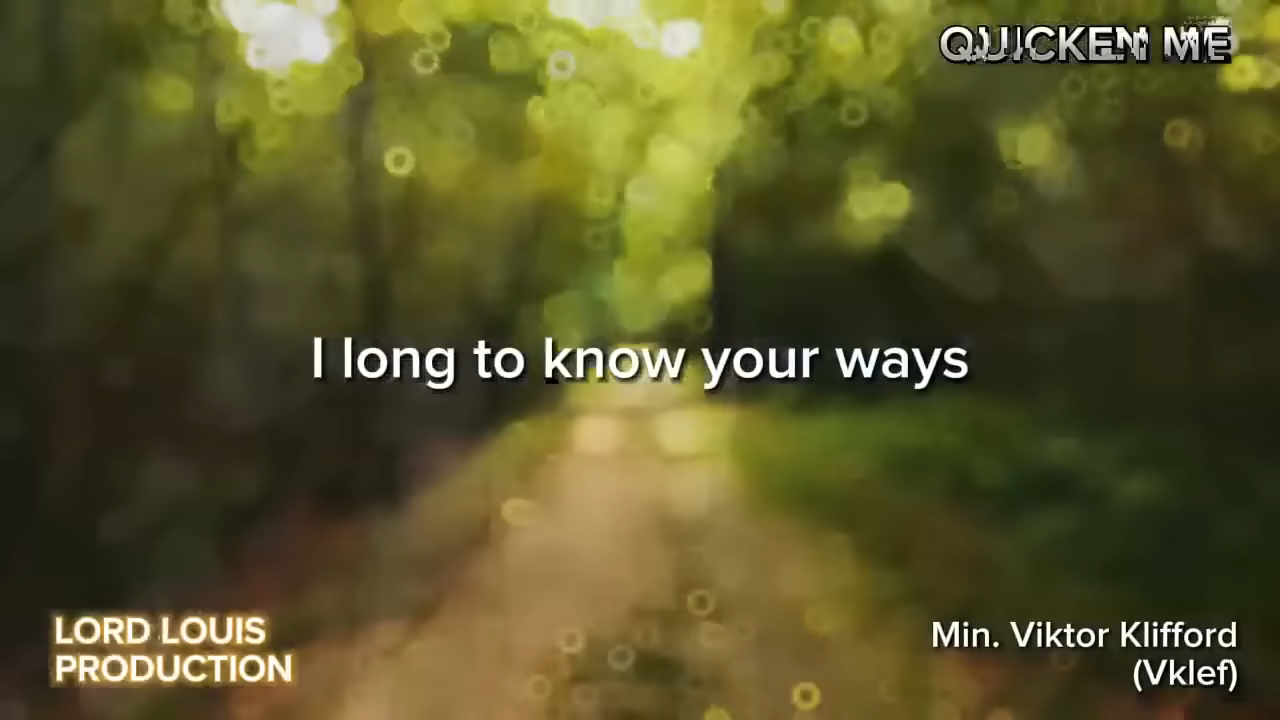 QUICKEN ME
I long to know your ways
LORD LOUIS
PRODUCTION
Min. Viktor Klifford
(Vklef)